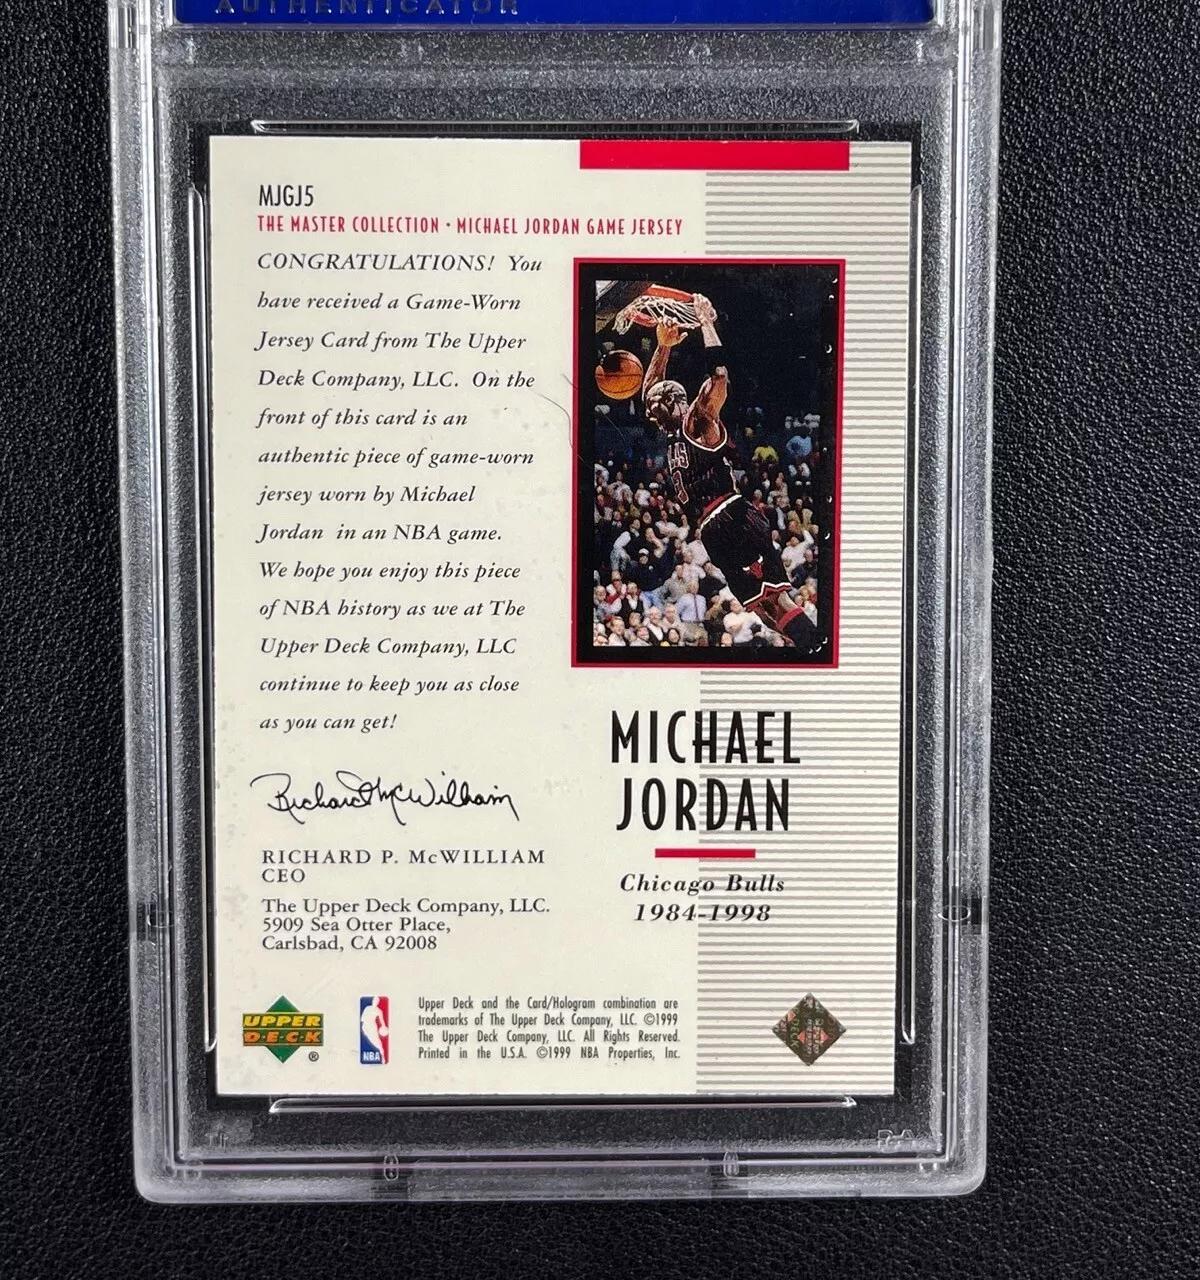 AUTHENTICATOR
MJGJ5
THE MASTER COLLECTION • MICHAEL JORDAN GAME JERSEY
CONGRATULATIONS! You
have received a Game-Worn
Jersey Card from The Upper
Deck Company, LLC. On the
front of this card is an
authentic piece of game-worn
jersey worn by Michael
Jordan in an NBA game.
We hope you enjoy this piece
of NBA history as we at The
Upper Deck Company, LLC
continue to keep you as close
as you can get!
Richard McWilliam
RICHARD P. McWILLIAM
CEO
The Upper Deck Company, LLC.
5909 Sea Otter Place,
Carlsbad, CA 92008
MICHAEL
JORDAN
Chicago Bulls
1984-1998
UPPER
D·E·C·K
®
NBA
Upper Deck and the Card/Hologram combination are
trademarks of The Upper Deck Company, LLC. ©1999
The Upper Deck Company, LLC. All Rights Reserved.
Printed in the U.S.A. ©1999 NBA Properties, Inc.